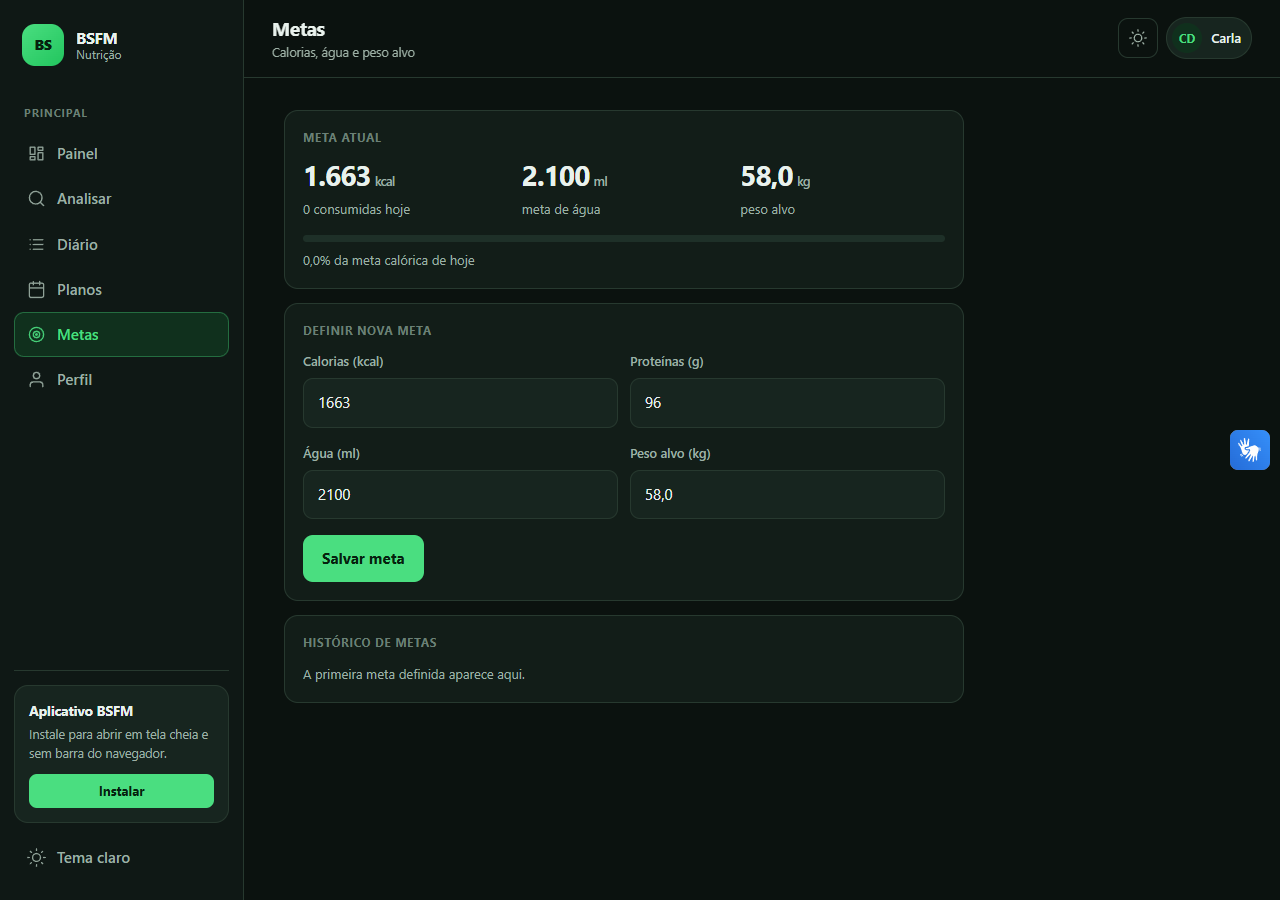 BS
BSFM
Nutrição
PRINCIPAL
Painel
Analisar
Diário
Planos
Metas
Perfil
Aplicativo BSFM
Instale para abrir em tela cheia e
sem barra do navegador.
Instalar
Tema claro
Metas
Calorias, água e peso alvo
CD Carla
META ATUAL
1.663 kcal 2.100 ml 58,0 kg
0 consumidas hoje meta de água peso alvo
0,0% da meta calórica de hoje
DEFINIR NOVA META
Calorias (kcal) Proteínas (g)
1663 96
Água (ml) Peso alvo (kg)
2100 58,0
Salvar meta
HISTÓRICO DE METAS
A primeira meta definida aparece aqui.